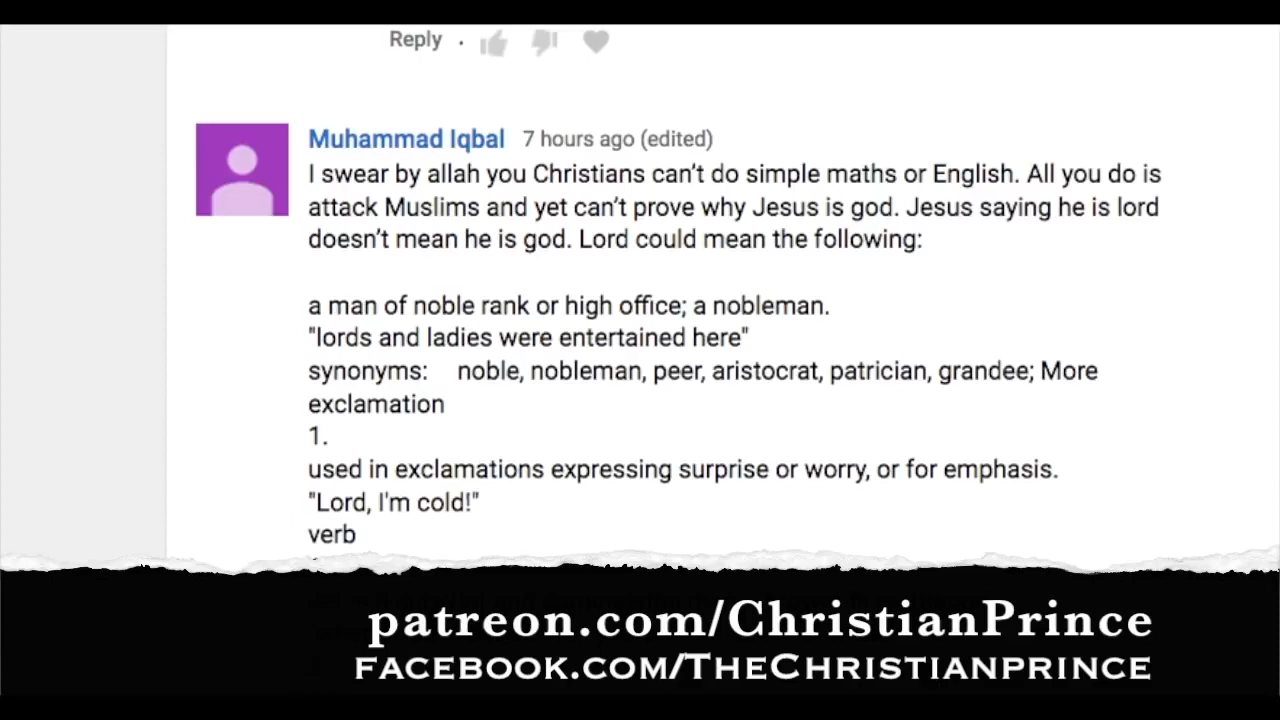 Reply .
Muhammad Iqbal 7 hours ago (edited)
I swear by allah you Christians can't do simple maths or English. All you do is
attack Muslims and yet can't prove why Jesus is god. Jesus saying he is lord
doesn't mean he is god. Lord could mean the following:
a man of noble rank or high office; a nobleman.
"lords and ladies were entertained here"
synonyms: noble, nobleman, peer, aristocrat, patrician, grandee; More
exclamation
1.
used in exclamations expressing surprise or worry, or for emphasis.
"Lord, I'm cold!"
verb
patreon.com/ChristianPrince
facebook.com/TheChristianprince